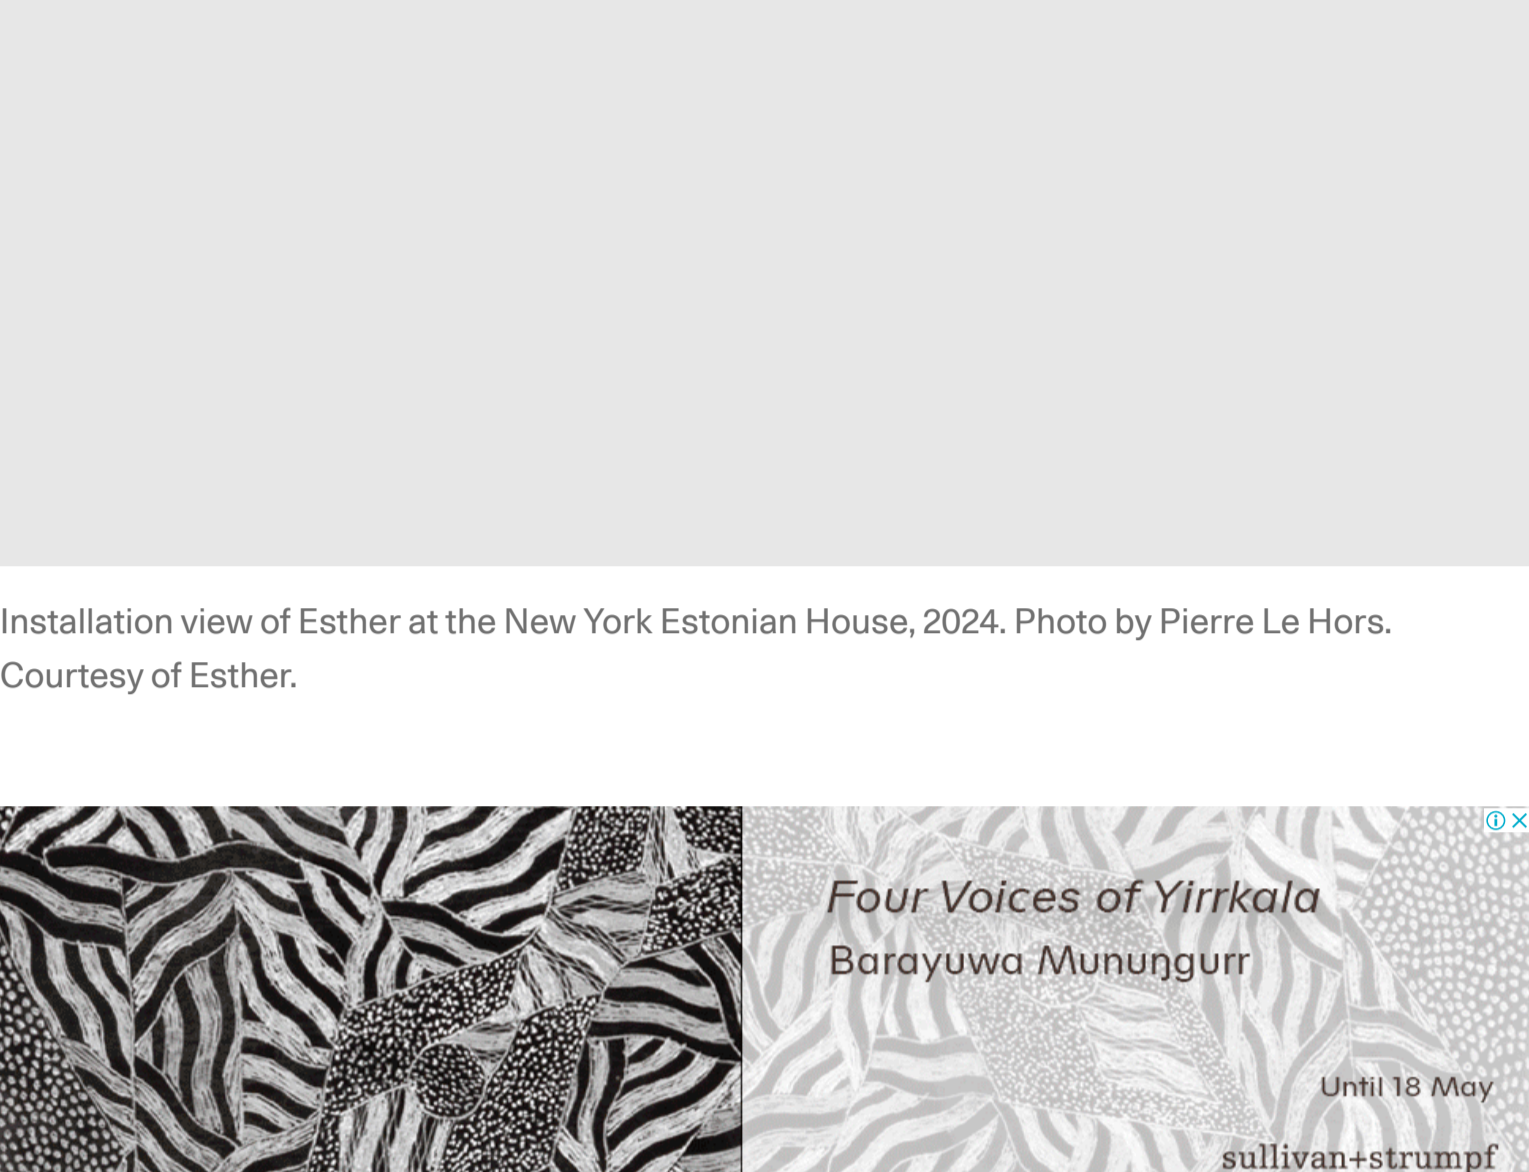 Installation view of Esther at the New York Estonian House, 2024. Photo by Pierre Le Hors.
Courtesy of Esther.
Four Voices of Yirrkala
Barayuwa Munuŋgurr
Until 18 May
sullivan+strumpf